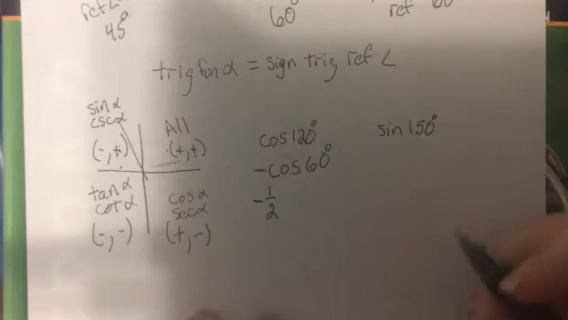 ref ∠
45°
60°
ref
trig fun α = sign trig ref ∠
sin α
csc α
(-,+)
All
(+,+)
tan α
cot α
(-,-)
cos α
sec α
(+,-)
cos 120°
-cos 60°
-1/2
sin 150°